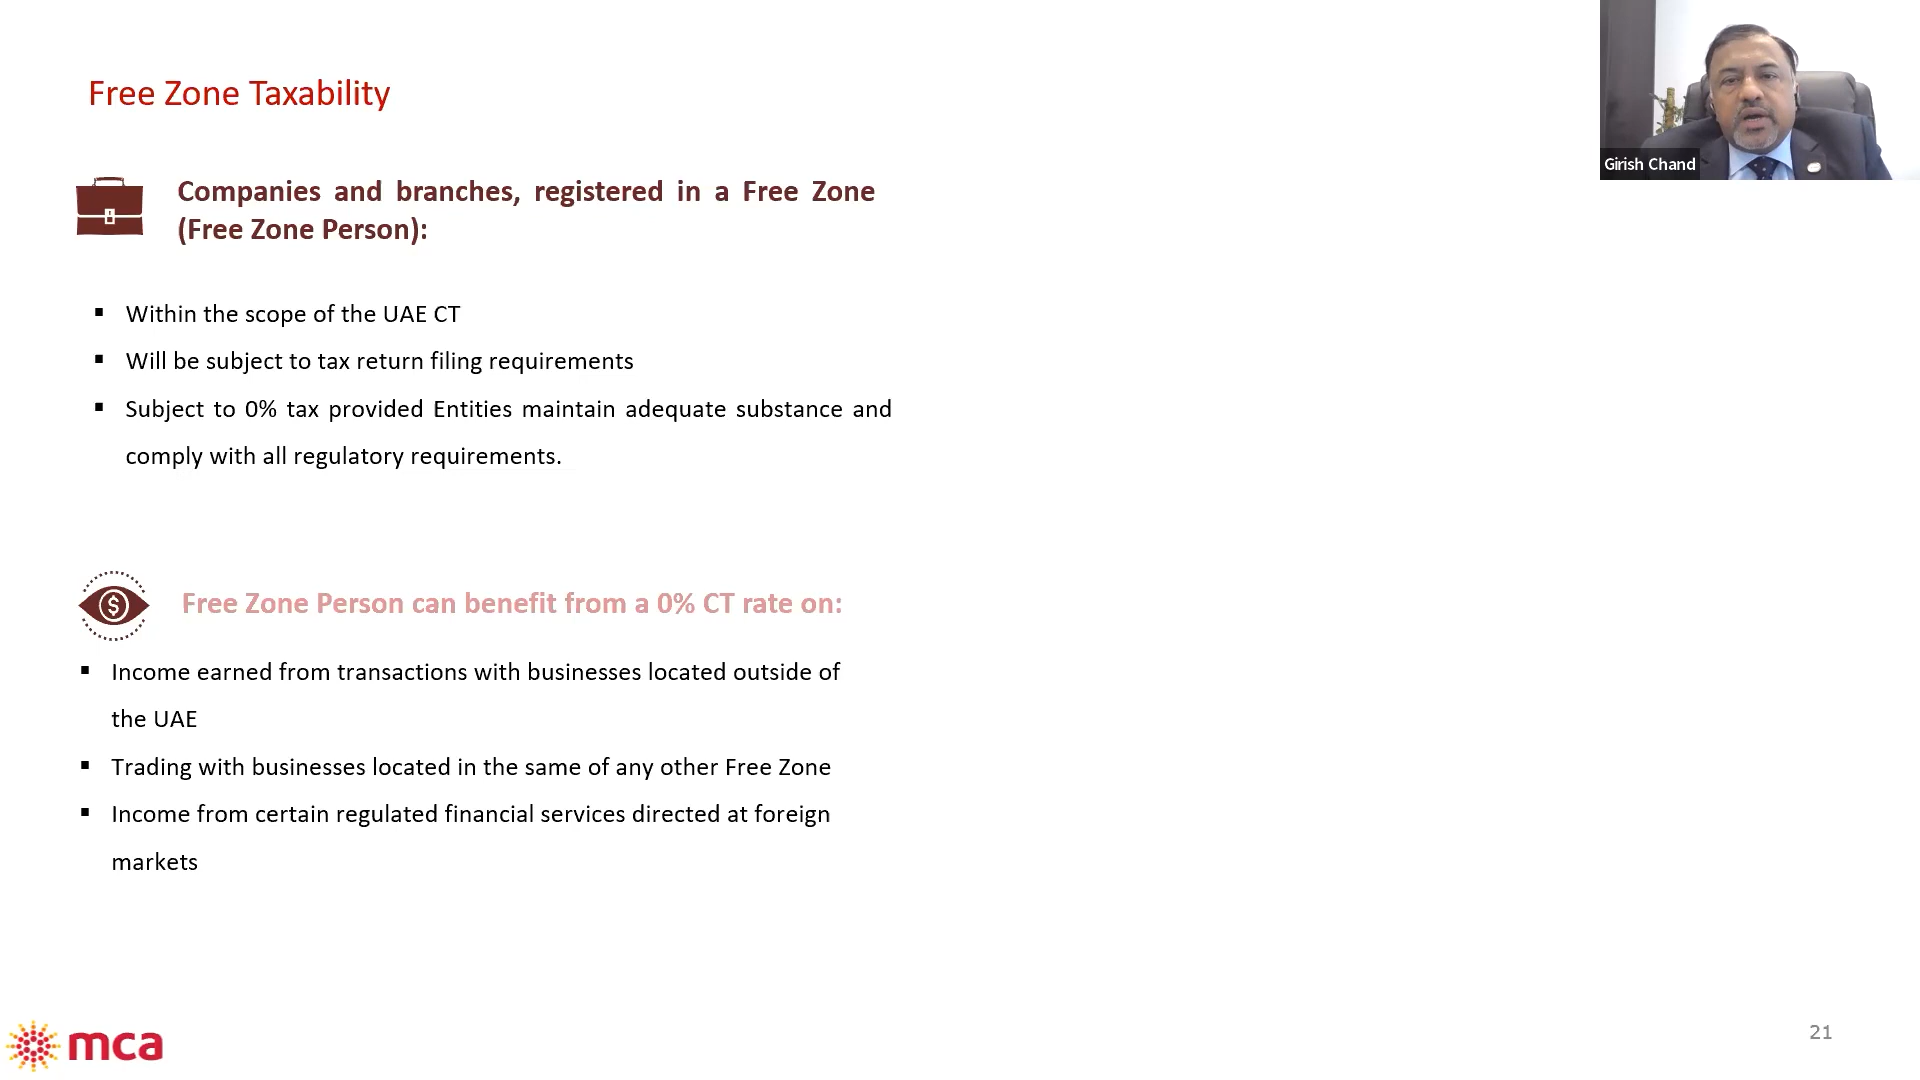 Free Zone Taxability
Girish Chand
Companies and branches, registered in a Free Zone
(Free Zone Person):
▪ Within the scope of the UAE CT
▪ Will be subject to tax return filing requirements
▪ Subject to 0% tax provided Entities maintain adequate substance and
comply with all regulatory requirements.
$
Free Zone Person can benefit from a 0% CT rate on:
▪ Income earned from transactions with businesses located outside of
the UAE
▪ Trading with businesses located in the same of any other Free Zone
▪ Income from certain regulated financial services directed at foreign
markets
mca
21